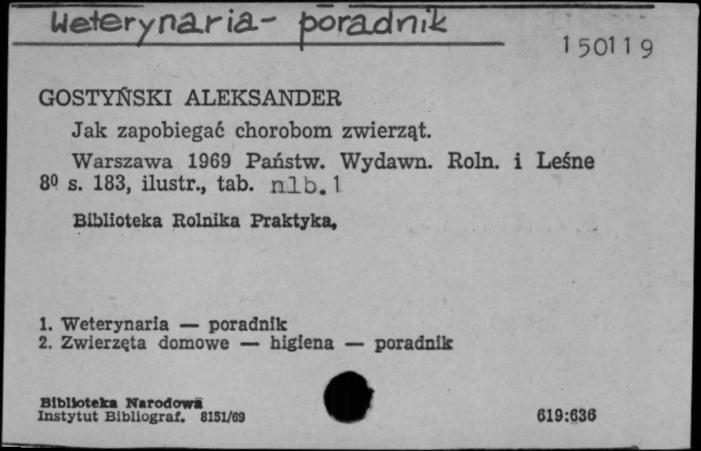 Weterynaria- poradnik
150119
GOSTYŃSKI ALEKSANDER
Jak zapobiegać chorobom zwierząt.
Warszawa 1969 Państw. Wydawn. Roln. i Leśne
8⁰ s. 183, ilustr., tab. nlb.1
Biblioteka Rolnika Praktyka.
1. Weterynaria — poradnik
2. Zwierzęta domowe — higiena — poradnik
Biblioteka Narodowa
Instytut Bibliograf. 8151/69
619:636